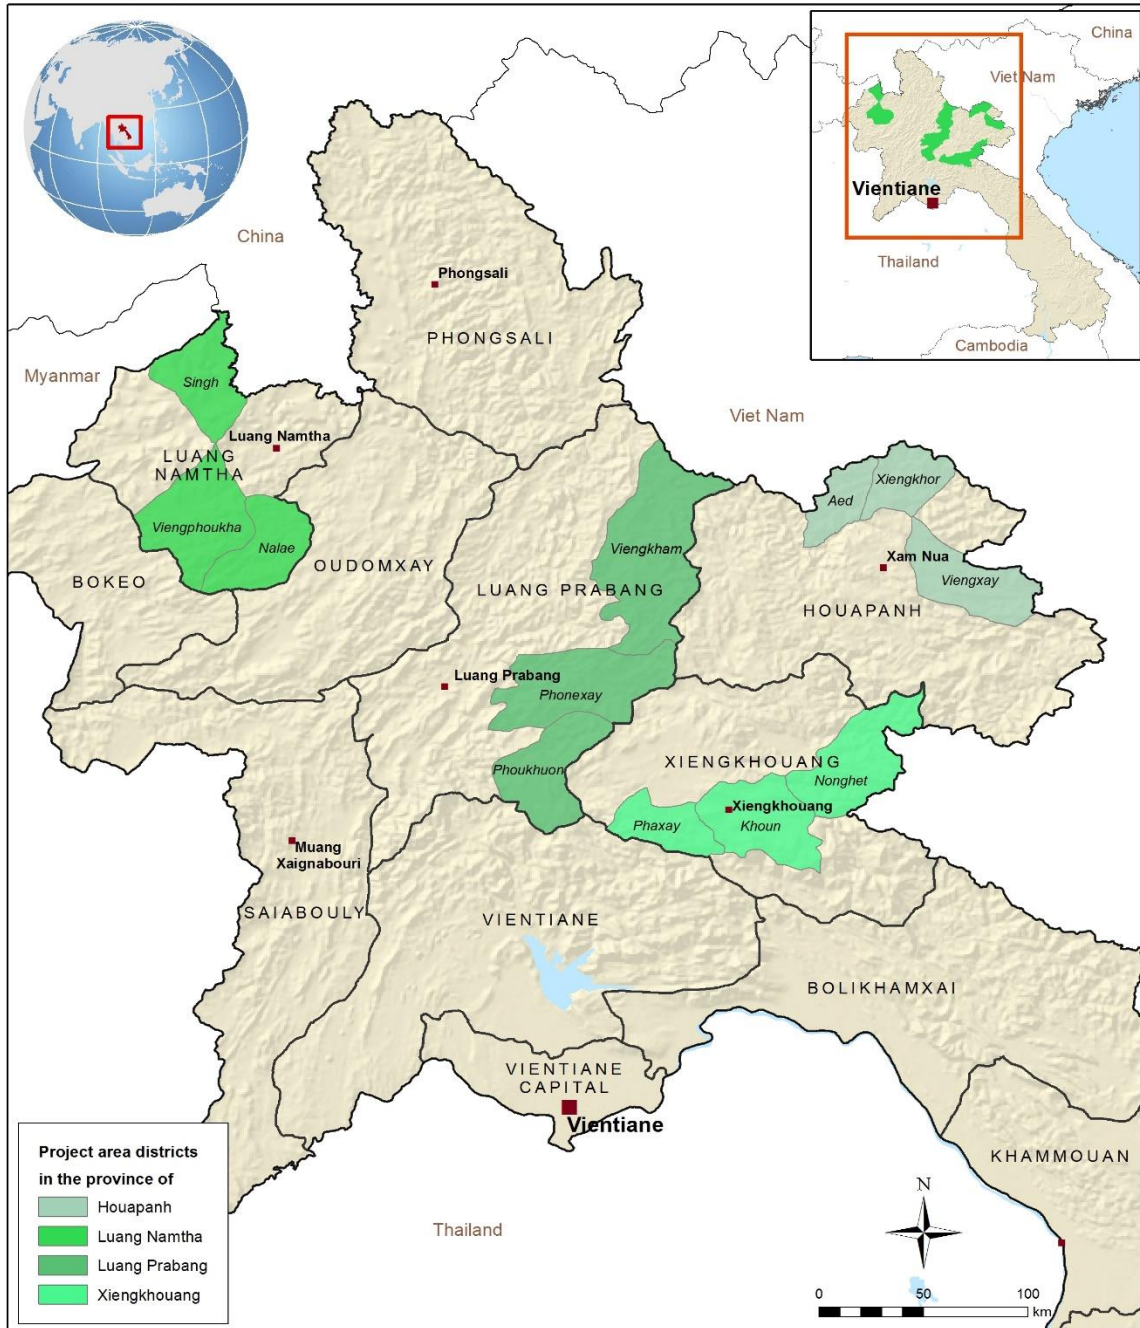 China
Viet Nam
Vientiane
Thailand
Cambodia
China
Phongsali
PHONGSALI
Myanmar
Singh
Viet Nam
Luang Namtha
LUANG
NAMTHA
Xiengkhor
Aed
Viengphoukha
Nalae
Viengkham
Xam Nua
Viengxay
BOKEO
OUDOMXAY
LUANG PRABANG
HOUAPANH
Luang Prabang
Phonexay
XIENGKHOUANG
Phoukhuon
Nonghet
Xiengkhouang
Phaxay
Khoun
Muang
Xaignabouri
SAIABOULY
VIENTIANE
BOLIKHAMXAI
VIENTIANE
CAPITAL
Vientiane
KHAMMOUAN
Thailand
Project area districts
in the province of
Houapanh
Luang Namtha
Luang Prabang
Xiengkhouang
N
0 50 100
km